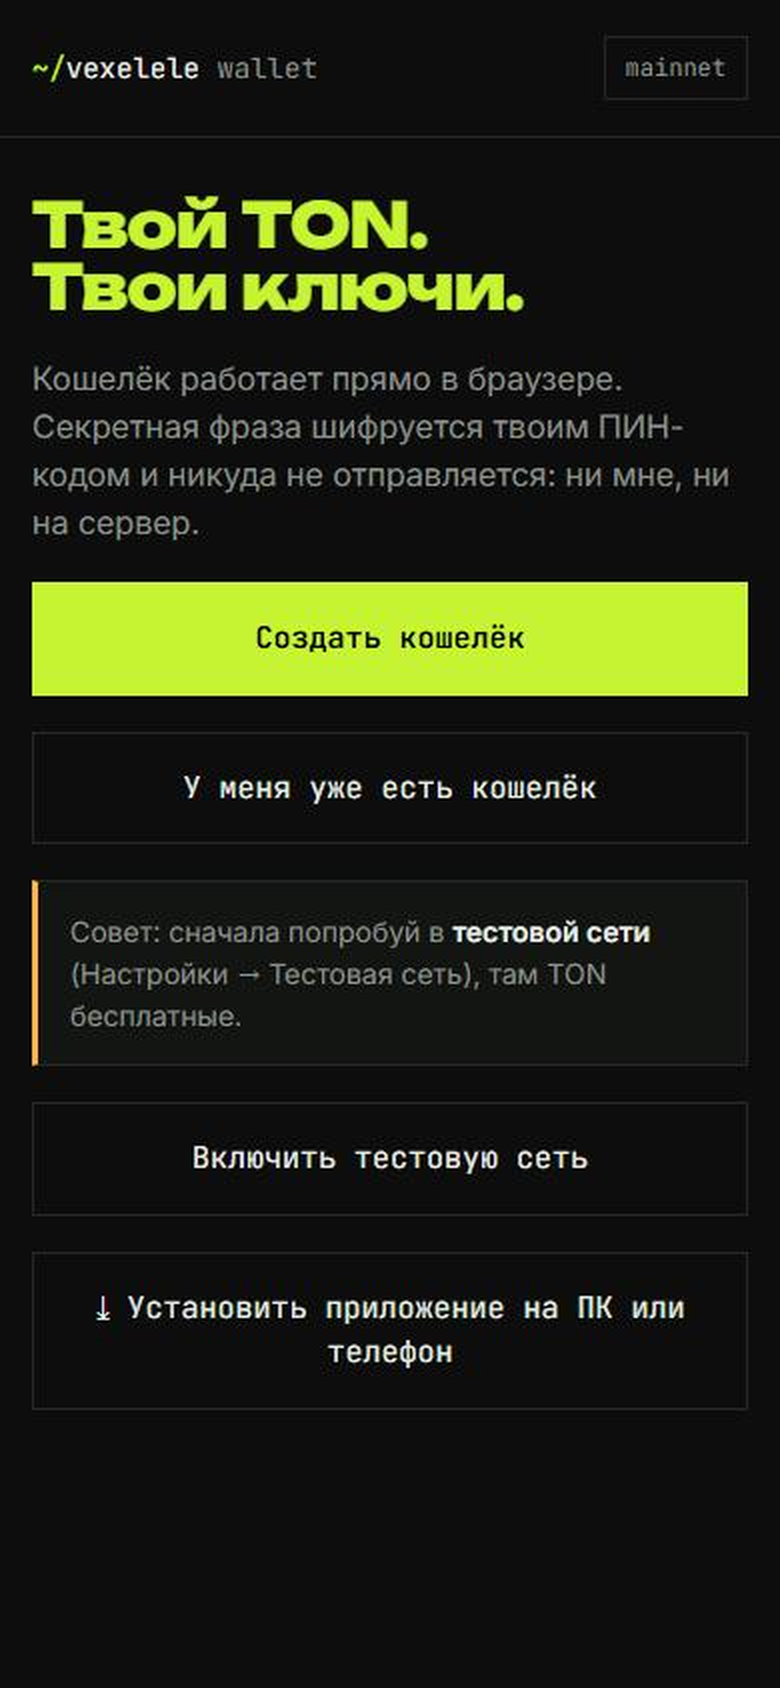 ~/vexelele wallet
mainnet
Твой TON.
Твои ключи.
Кошелёк работает прямо в браузере.
Секретная фраза шифруется твоим ПИН-
кодом и никуда не отправляется: ни мне, ни
на сервер.
Создать кошелёк
У меня уже есть кошелёк
Совет: сначала попробуй в тестовой сети
(Настройки → Тестовая сеть), там TON
бесплатные.
Включить тестовую сеть
⤓ Установить приложение на ПК или
телефон